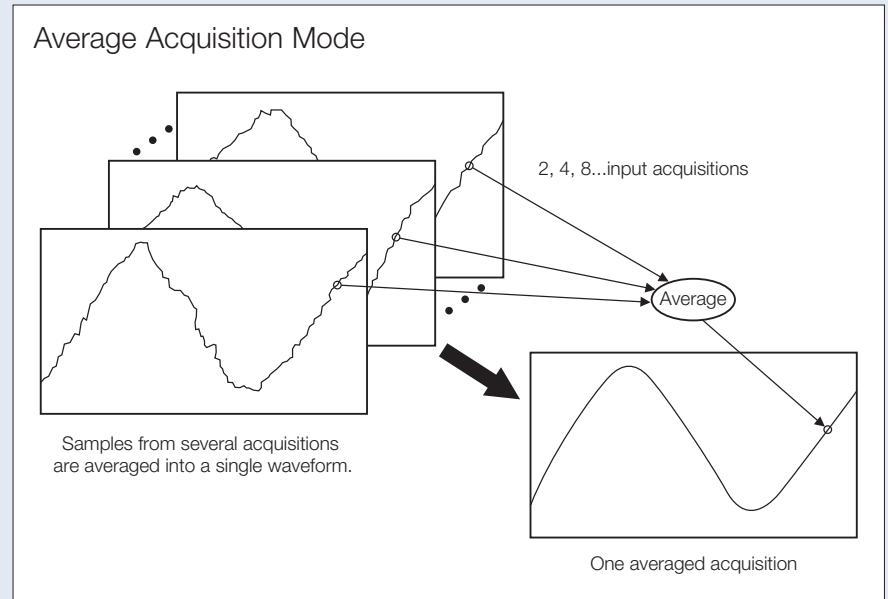 Average Acquisition Mode
2, 4, 8...input acquisitions
Average
Samples from several acquisitions
are averaged into a single waveform.
One averaged acquisition